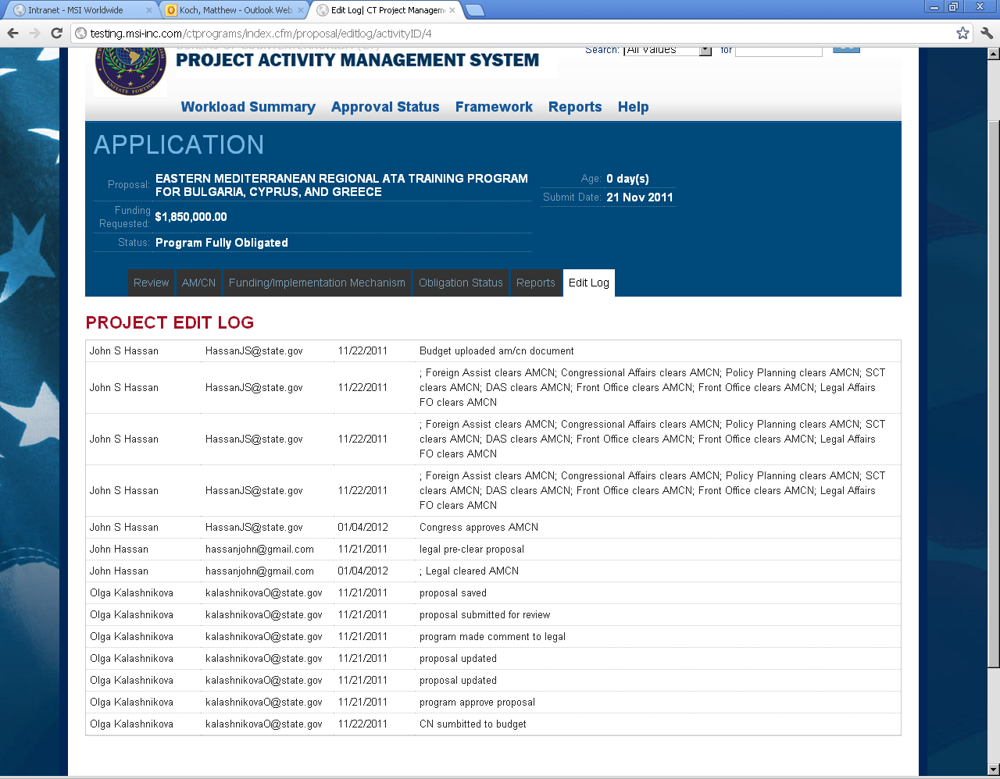 Intranet - MSI Worldwide
Koch, Matthew - Outlook Web
Edit Log| CT Project Managem
testing.msi-inc.com/ctprograms/index.cfm/proposal/editlog/activityID/4
BUREAU OF COUNTERTERRORISM (CT)
PROJECT ACTIVITY MANAGEMENT SYSTEM
Search: All Values for
UNITATE FORTIOR
Workload Summary Approval Status Framework Reports Help
APPLICATION
Proposal: EASTERN MEDITERRANEAN REGIONAL ATA TRAINING PROGRAM
FOR BULGARIA, CYPRUS, AND GREECE
Funding
Requested: $1,850,000.00
Status: Program Fully Obligated
Age: 0 day(s)
Submit Date: 21 Nov 2011
Review AM/CN Funding/Implementation Mechanism Obligation Status Reports Edit Log
PROJECT EDIT LOG
John S Hassan HassanJS@state.gov 11/22/2011 Budget uploaded am/cn document
John S Hassan HassanJS@state.gov 11/22/2011 ; Foreign Assist clears AMCN; Congressional Affairs clears AMCN; Policy Planning clears AMCN; SCT
clears AMCN; DAS clears AMCN; Front Office clears AMCN; Front Office clears AMCN; Legal Affairs
FO clears AMCN
John S Hassan HassanJS@state.gov 11/22/2011 ; Foreign Assist clears AMCN; Congressional Affairs clears AMCN; Policy Planning clears AMCN; SCT
clears AMCN; DAS clears AMCN; Front Office clears AMCN; Front Office clears AMCN; Legal Affairs
FO clears AMCN
John S Hassan HassanJS@state.gov 11/22/2011 ; Foreign Assist clears AMCN; Congressional Affairs clears AMCN; Policy Planning clears AMCN; SCT
clears AMCN; DAS clears AMCN; Front Office clears AMCN; Front Office clears AMCN; Legal Affairs
FO clears AMCN
John S Hassan HassanJS@state.gov 01/04/2012 Congress approves AMCN
John Hassan hassanjohn@gmail.com 11/21/2011 legal pre-clear proposal
John Hassan hassanjohn@gmail.com 01/04/2012 ; Legal cleared AMCN
Olga Kalashnikova kalashnikovaO@state.gov 11/21/2011 proposal saved
Olga Kalashnikova kalashnikovaO@state.gov 11/21/2011 proposal submitted for review
Olga Kalashnikova kalashnikovaO@state.gov 11/21/2011 program made comment to legal
Olga Kalashnikova kalashnikovaO@state.gov 11/21/2011 proposal updated
Olga Kalashnikova kalashnikovaO@state.gov 11/21/2011 proposal updated
Olga Kalashnikova kalashnikovaO@state.gov 11/21/2011 program approve proposal
Olga Kalashnikova kalashnikovaO@state.gov 11/22/2011 CN sumbitted to budget